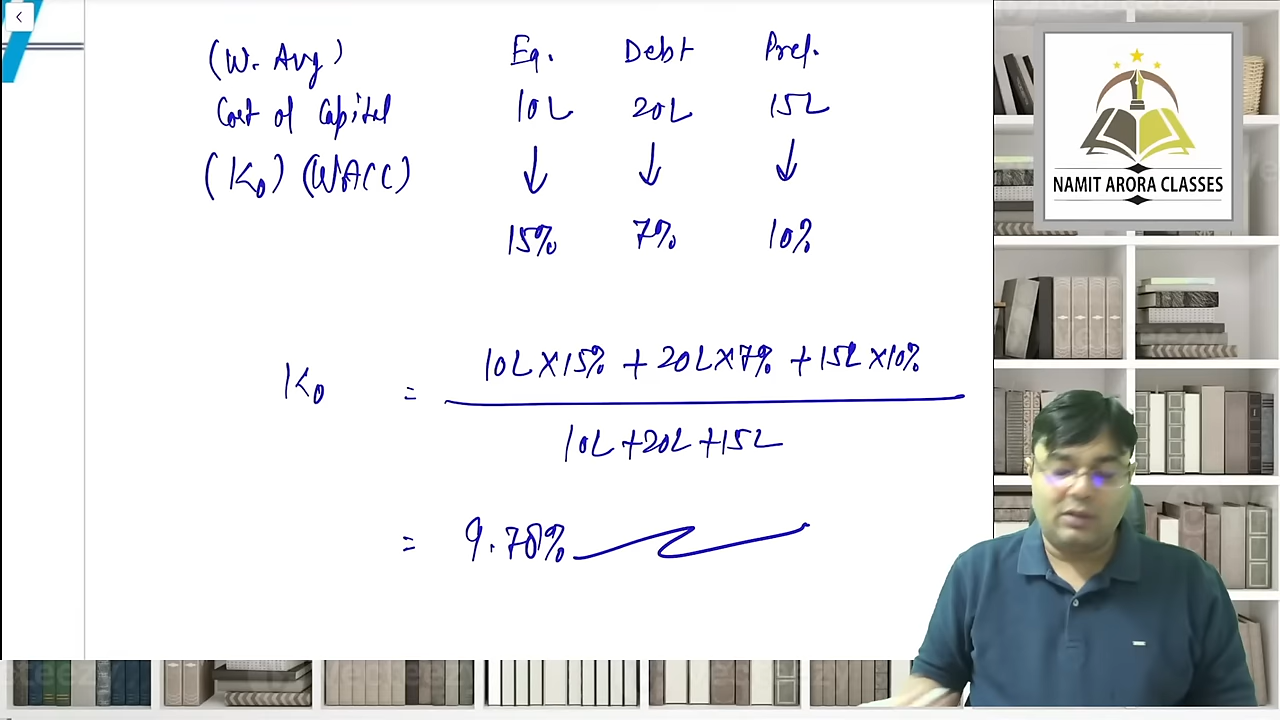 (W. Avg) Eq. Debt Pref.
Cost of Capital 10L 20L 15L
(K0) (WACC)
15% 7% 10%
10L×15% + 20L×7% + 15L×10%
K0 =
10L+20L+15L
= 9.78%
NAMIT ARORA CLASSES